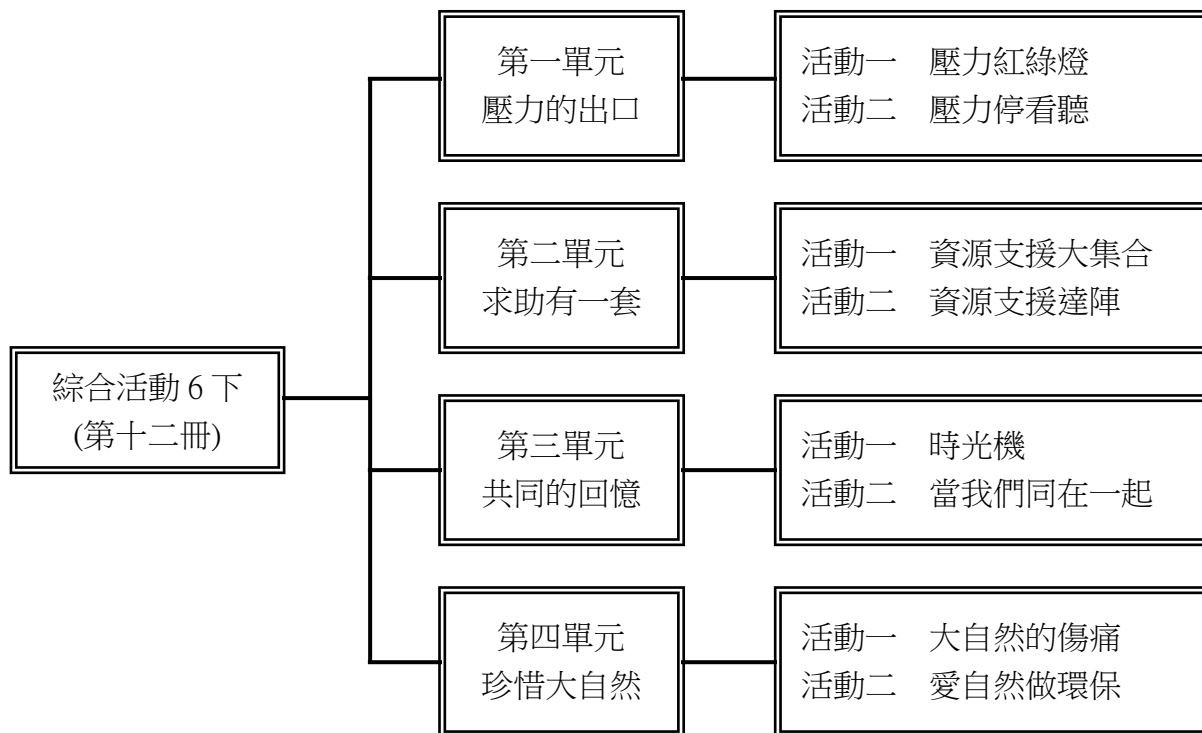 第一單元
壓力的出口
活動一　壓力紅綠燈
活動二　壓力停看聽
第二單元
求助有一套
活動一　資源支援大集合
活動二　資源支援達陣
綜合活動 6 下
(第十二冊)
第三單元
共同的回憶
活動一　時光機
活動二　當我們同在一起
第四單元
珍惜大自然
活動一　大自然的傷痛
活動二　愛自然做環保